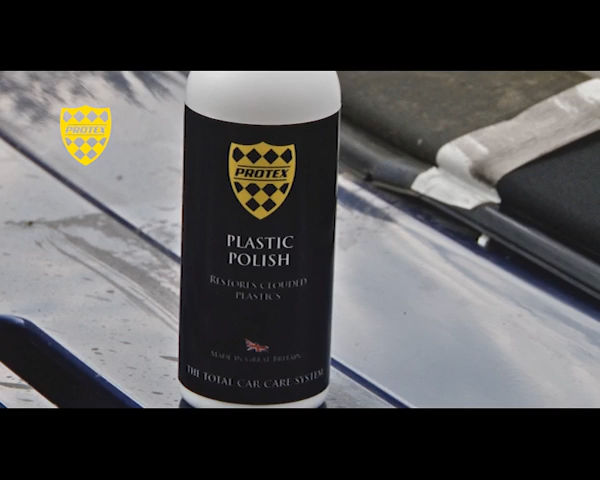 PROTEX
PROTEX
PLASTIC
POLISH
RESTORES CLOUDED
PLASTICS
MADE IN GREAT BRITAIN
THE TOTAL CAR CARE SYSTEM